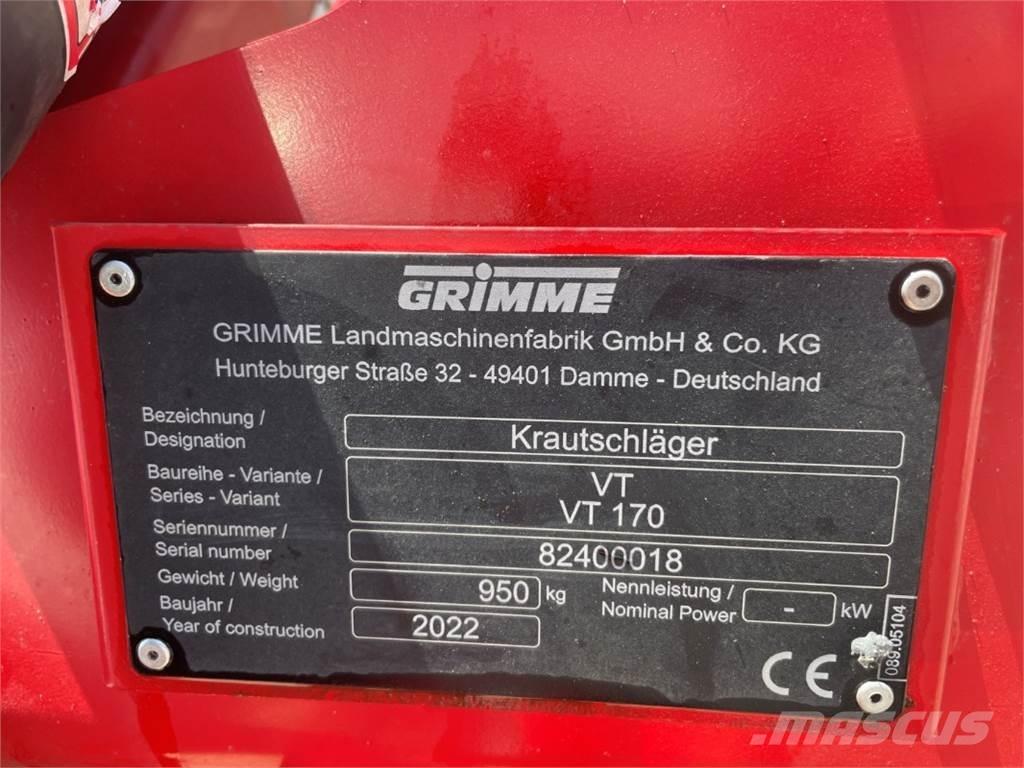 GRIMME
GRIMME Landmaschinenfabrik GmbH & Co. KG
Hunteburger Straße 32 - 49401 Damme - Deutschland
Bezeichnung /
Designation
Krautschläger
Baureihe - Variante /
Series - Variant
VT
VT 170
Seriennummer /
Serial number
82400018
Gewicht / Weight
950 kg
Nennleistung /
Nominal Power
- kW
Baujahr /
Year of construction
2022
CE
089.05104
MASCUS